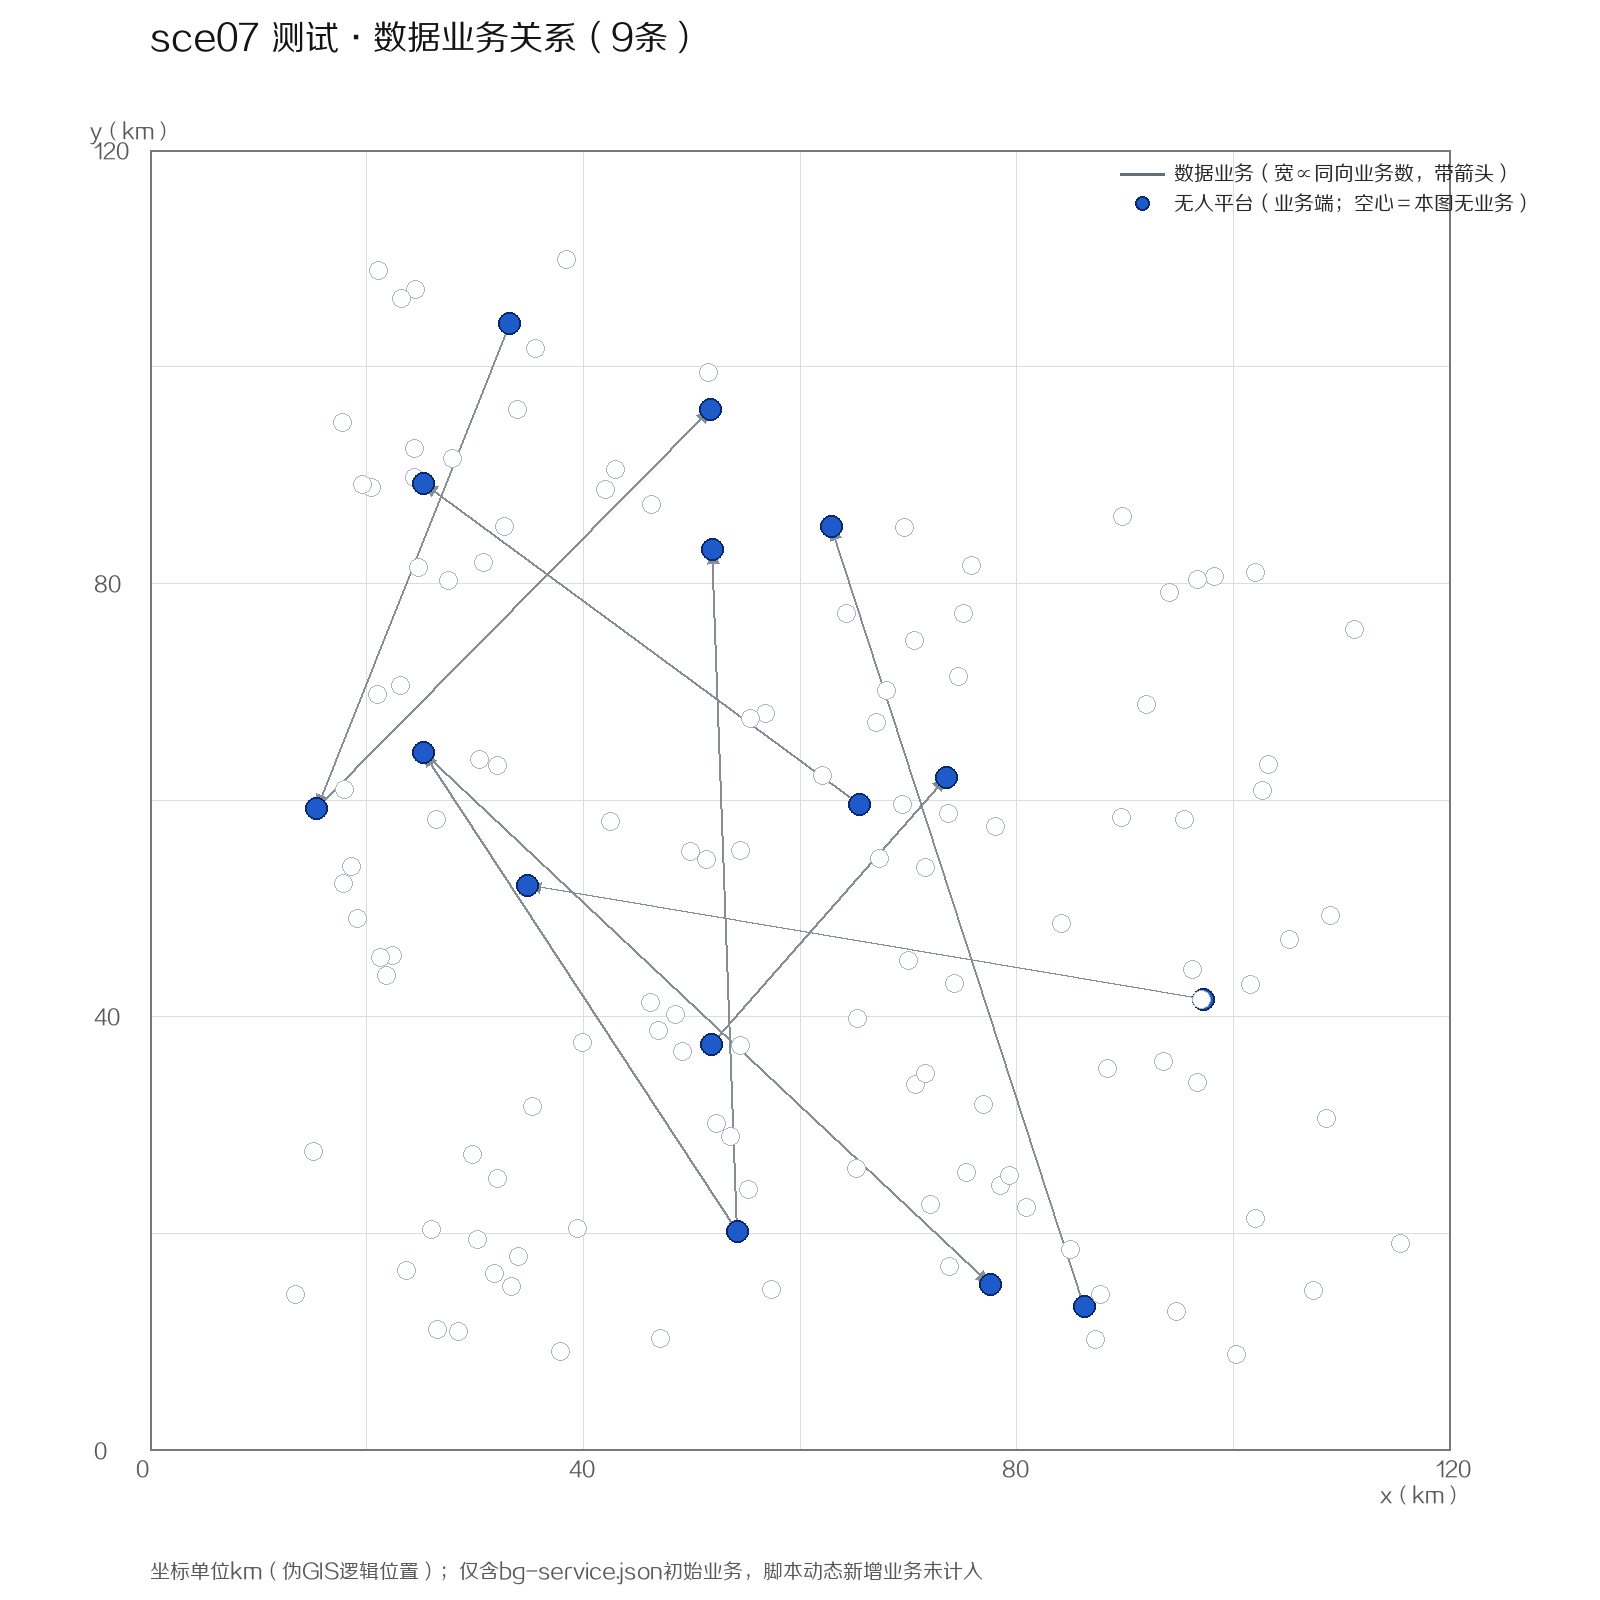 sce07 测试·数据业务关系（9条）
y（km）
120
数据业务（宽∝同向业务数，带箭头）
无人平台（业务端；空心＝本图无业务）
80
40
0
0 40 80 120
x（km）
坐标单位km（伪GIS逻辑位置）；仅含bg-service.json初始业务，脚本动态新增业务未计入